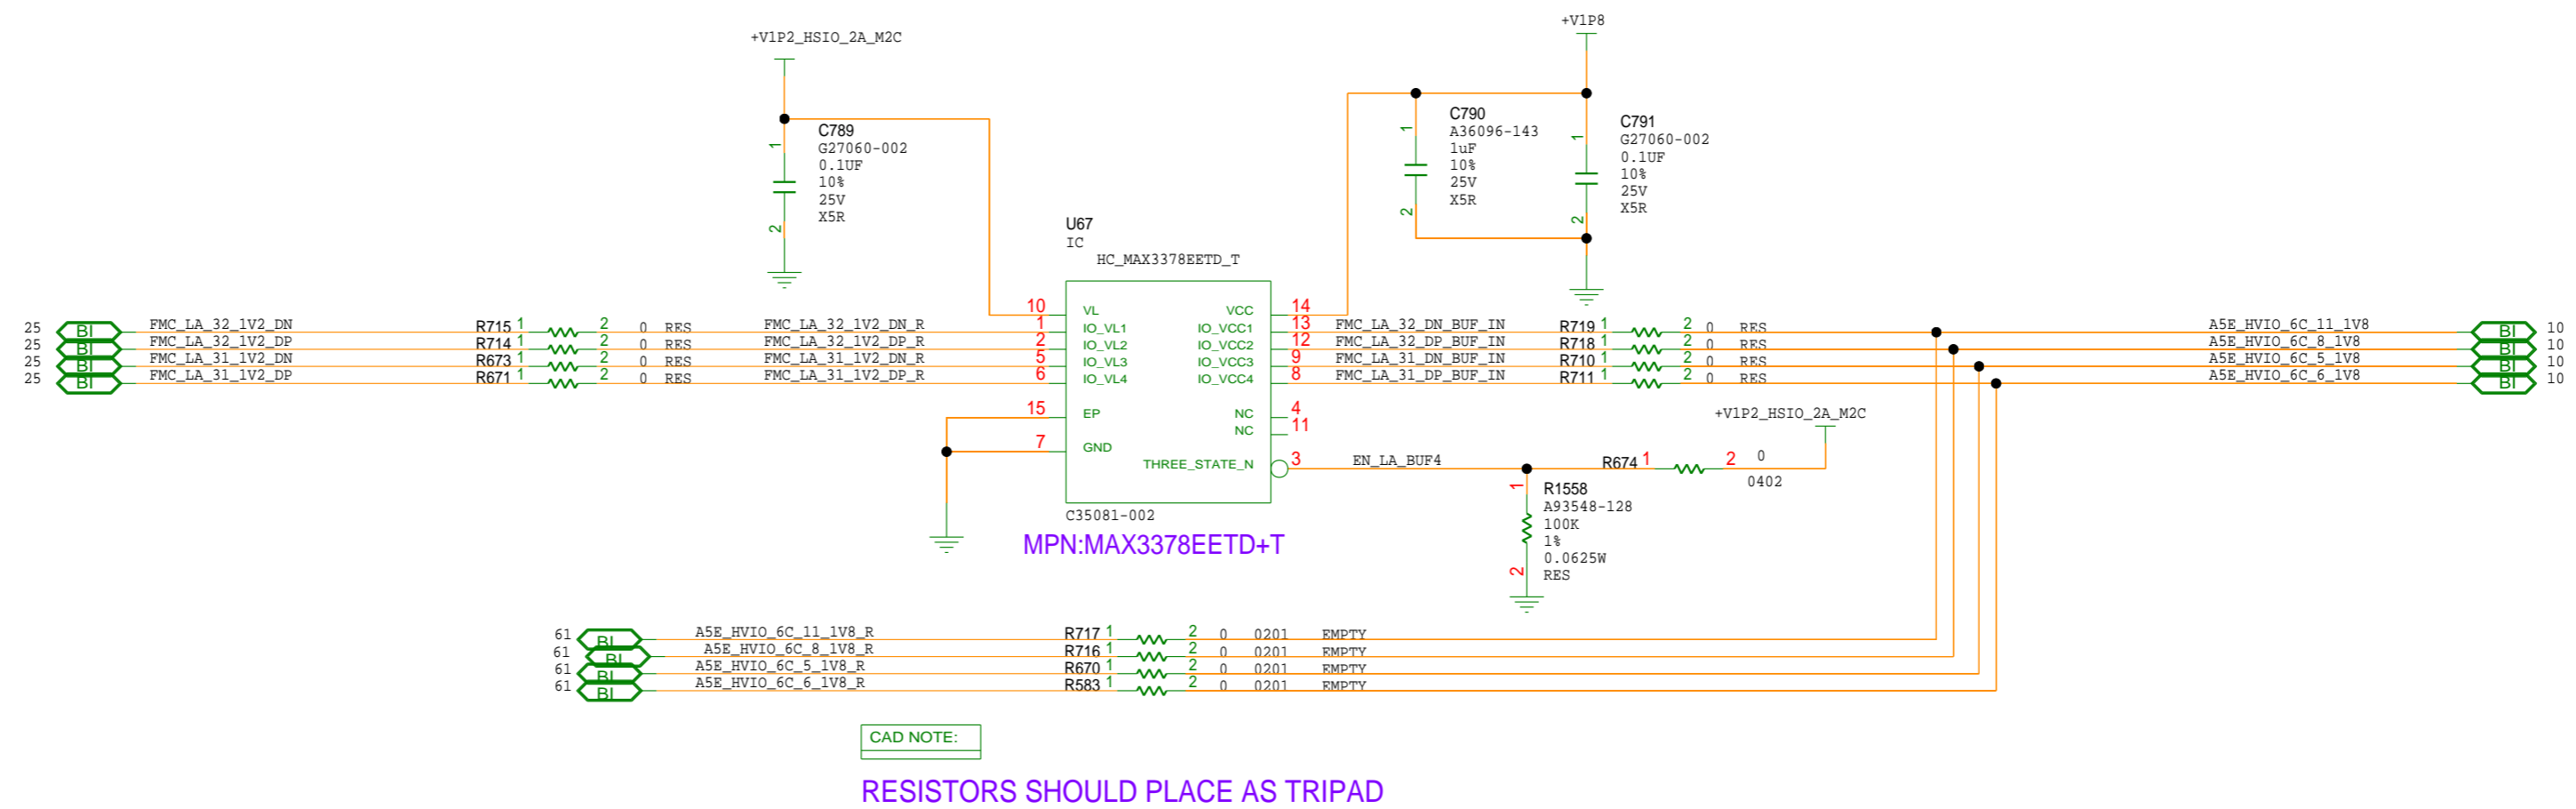 +V1P8
+V1P2_HSIO_2A_M2C
C789
G27060-002
0.1UF
10%
25V
X5R
1
2
C790
A36096-143
1uF
10%
25V
X5R
1
2
C791
G27060-002
0.1UF
10%
25V
X5R
1
2
U67
IC
HC_MAX3378EETD_T
10 VL VCC 14
25 BI FMC_LA_32_1V2_DN R715 1 2 0 RES FMC_LA_32_1V2_DN_R 1 IO_VL1 IO_VCC1 13 FMC_LA_32_DN_BUF_IN R719 1 2 0 RES A5E_HVIO_6C_11_1V8 BI 10
25 BI FMC_LA_32_1V2_DP R714 1 2 0 RES FMC_LA_32_1V2_DP_R 2 IO_VL2 IO_VCC2 12 FMC_LA_32_DP_BUF_IN R718 1 2 0 RES A5E_HVIO_6C_8_1V8 BI 10
25 BI FMC_LA_31_1V2_DN R673 1 2 0 RES FMC_LA_31_1V2_DN_R 5 IO_VL3 IO_VCC3 9 FMC_LA_31_DN_BUF_IN R710 1 2 0 RES A5E_HVIO_6C_5_1V8 BI 10
25 BI FMC_LA_31_1V2_DP R671 1 2 0 RES FMC_LA_31_1V2_DP_R 6 IO_VL4 IO_VCC4 8 FMC_LA_31_DP_BUF_IN R711 1 2 0 RES A5E_HVIO_6C_6_1V8 BI 10
15 EP NC 4
NC 11
7 GND
THREE_STATE_N 3 EN_LA_BUF4 R674 1 2 0
0402
+V1P2_HSIO_2A_M2C
C35081-002
MPN:MAX3378EETD+T
1
R1558
A93548-128
100K
1%
0.0625W
RES
2
61 BI A5E_HVIO_6C_11_1V8_R R717 1 2 0 0201 EMPTY
61 BI A5E_HVIO_6C_8_1V8_R R716 1 2 0 0201 EMPTY
61 BI A5E_HVIO_6C_5_1V8_R R670 1 2 0 0201 EMPTY
61 BI A5E_HVIO_6C_6_1V8_R R583 1 2 0 0201 EMPTY
CAD NOTE:
RESISTORS SHOULD PLACE AS TRIPAD